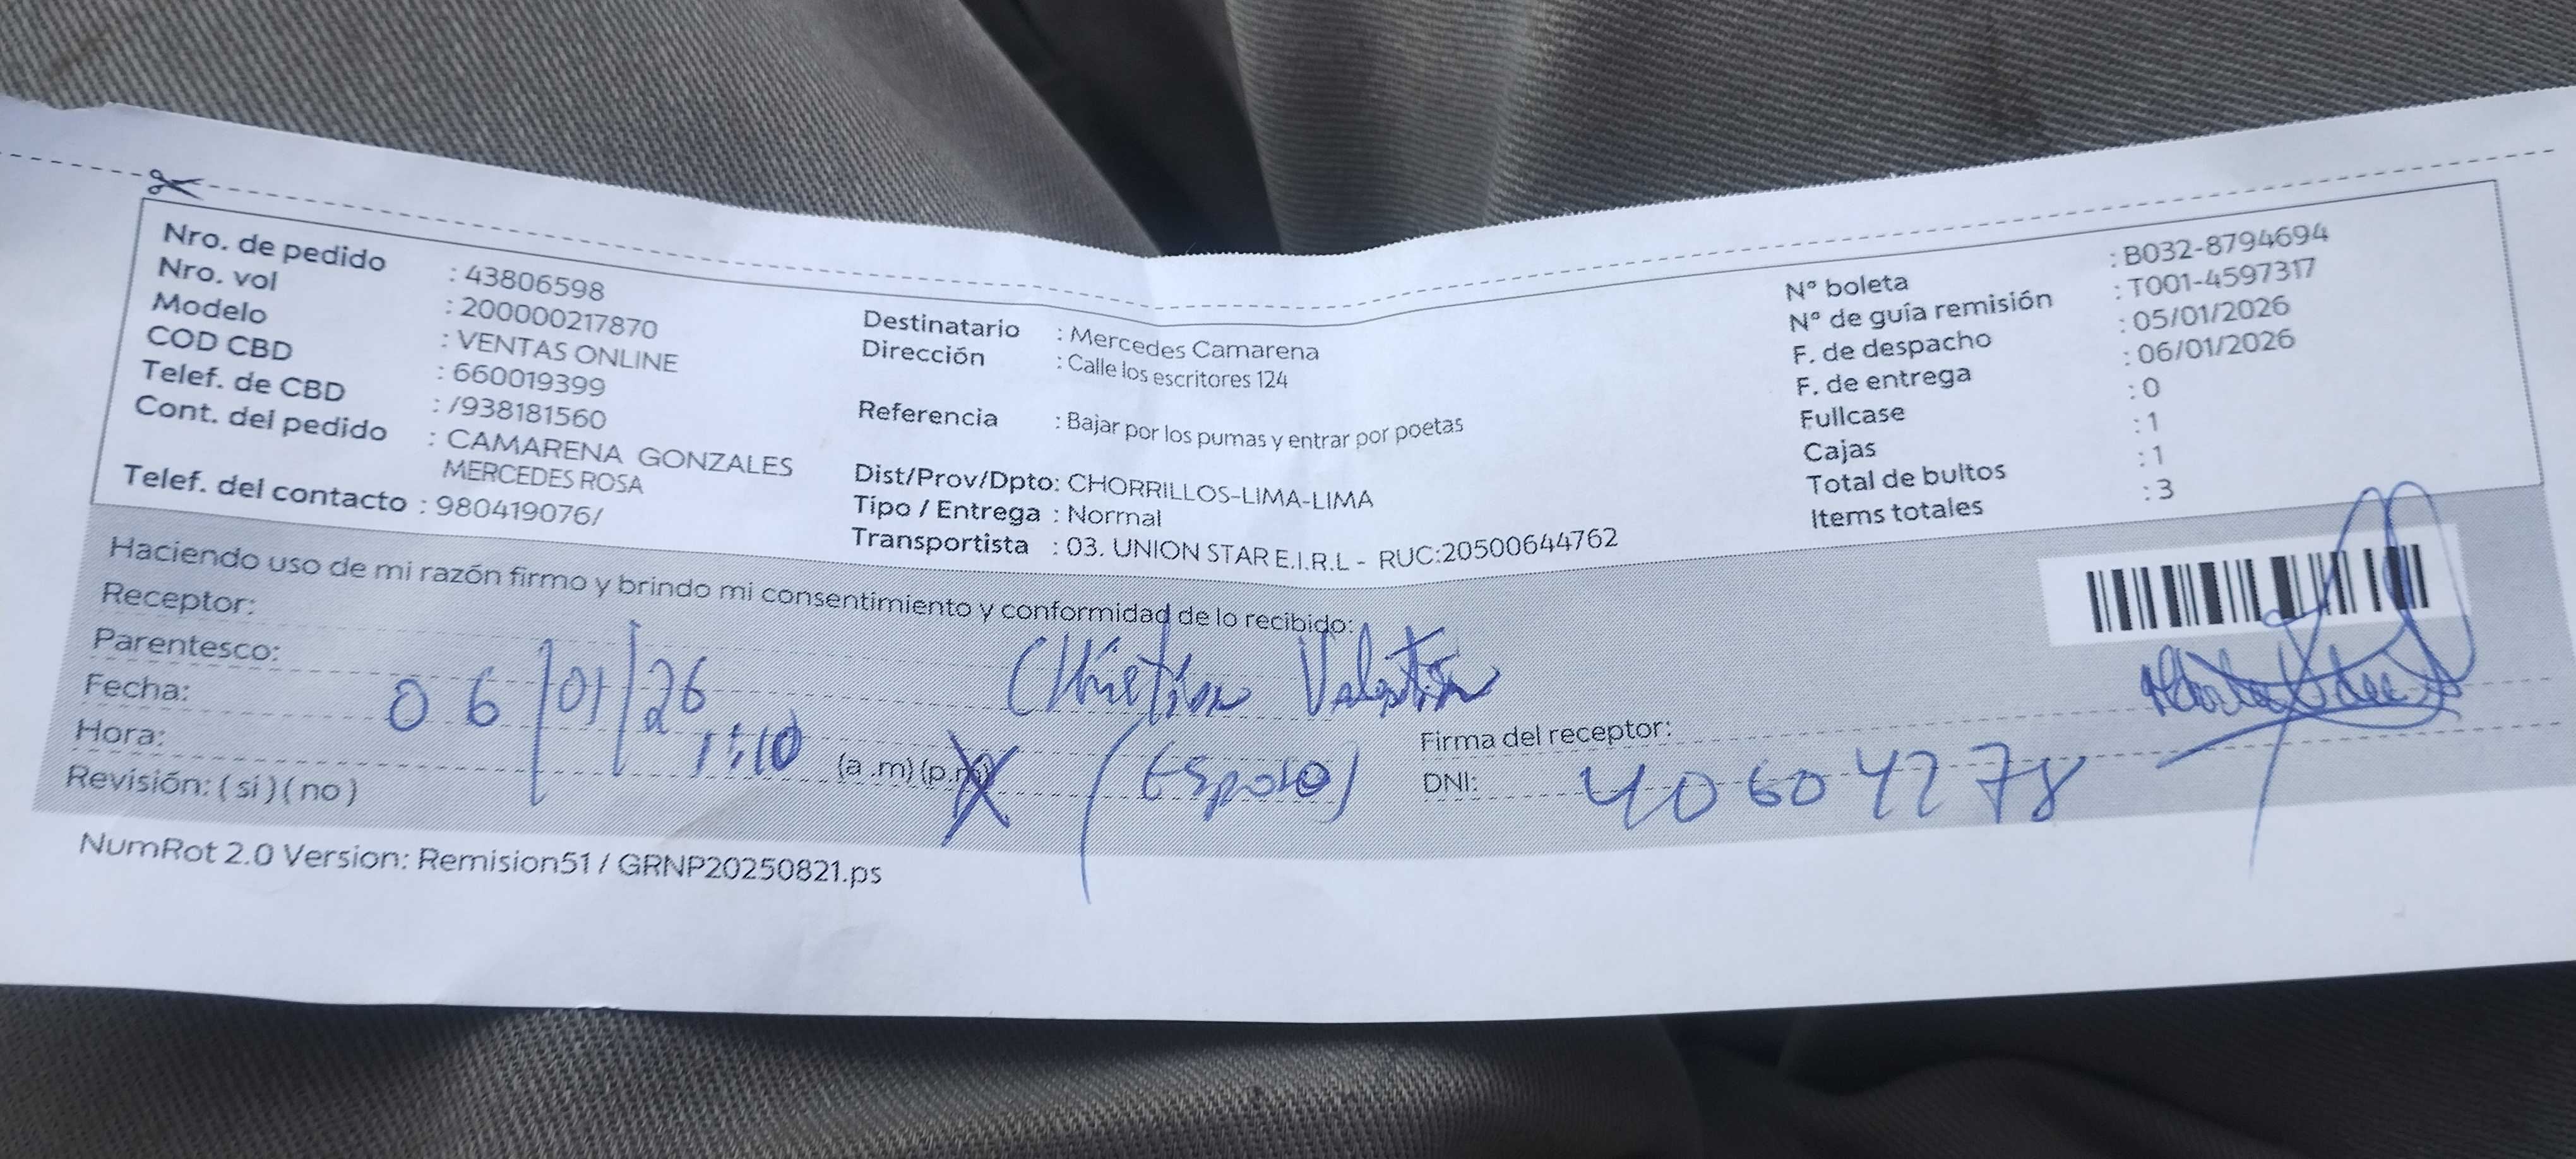 Nro. de pedido : 43806598
Nro. vol : 200000217870
Modelo : VENTAS ONLINE
COD CBD : 660019399
Telef. de CBD : /938181560
Cont. del pedido : CAMARENA GONZALES
MERCEDES ROSA
Telef. del contacto : 980419076/
Destinatario : Mercedes Camarena
Dirección : Calle los escritores 124
Referencia : Bajar por los pumas y entrar por poetas
Dist/Prov/Dpto: CHORRILLOS-LIMA-LIMA
Tipo / Entrega : Normal
Transportista : 03. UNION STAR E.I.R.L - RUC:20500644762
N° boleta : B032-8794694
N° de guía remisión : T001-4597317
F. de despacho : 05/01/2026
F. de entrega : 06/01/2026
Fullcase : 0
Cajas : 1
Total de bultos : 1
Items totales : 3
Haciendo uso de mi razón firmo y brindo mi consentimiento y conformidad de lo recibido:
Receptor:
Parentesco:
Fecha: 06/01/26
Hora: 1:10 (a.m)(p.m)
Revisión: (si)(no)
Valentin
(Esposo)
Firma del receptor:
DNI: 40604278
NumRot 2.0 Version: Remision51 / GRNP20250821.ps